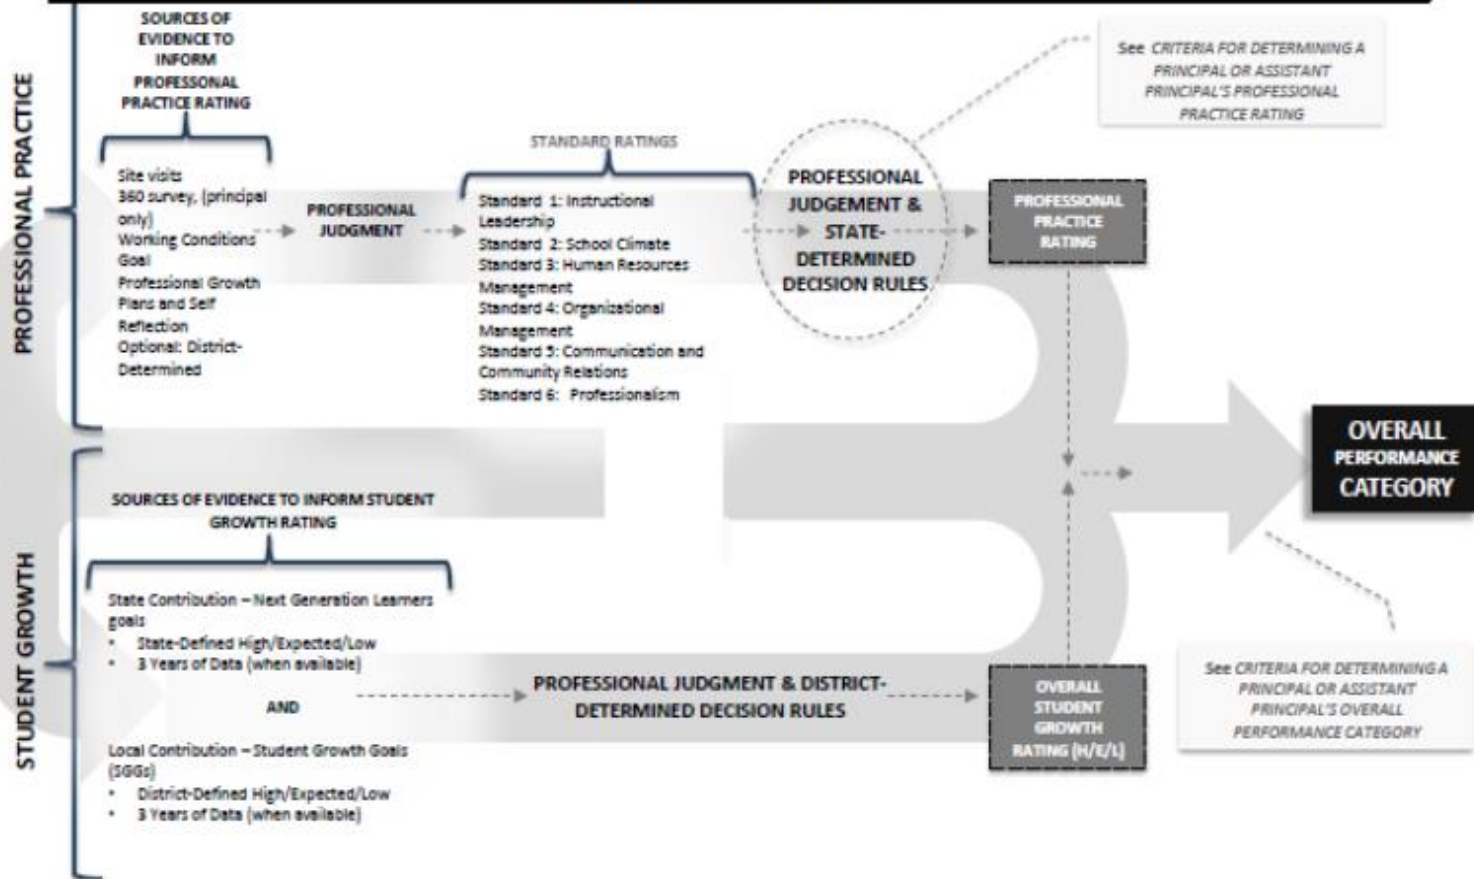 PROFESSIONAL PRACTICE
SOURCES OF
EVIDENCE TO
INFORM
PROFESSIONAL
PRACTICE RATING
Site visits
360 survey, (principal
only)
Working Conditions
Goal
Professional Growth
Plans and Self
Reflection
Optional: District-
Determined
PROFESSIONAL
JUDGMENT
STANDARD RATINGS
Standard 1: Instructional
Leadership
Standard 2: School Climate
Standard 3: Human Resources
Management
Standard 4: Organizational
Management
Standard 5: Communication and
Community Relations
Standard 6: Professionalism
PROFESSIONAL
JUDGEMENT &
STATE-
DETERMINED
DECISION RULES
See CRITERIA FOR DETERMINING A
PRINCIPAL OR ASSISTANT
PRINCIPAL'S PROFESSIONAL
PRACTICE RATING
PROFESSIONAL
PRACTICE
RATING
OVERALL
PERFORMANCE
CATEGORY
STUDENT GROWTH
SOURCES OF EVIDENCE TO INFORM STUDENT
GROWTH RATING
State Contribution – Next Generation Learners
goals
• State-Defined High/Expected/Low
• 3 Years of Data (when available)
AND
Local Contribution – Student Growth Goals
(SGGs)
• District-Defined High/Expected/Low
• 3 Years of Data (when available)
PROFESSIONAL JUDGMENT & DISTRICT-
DETERMINED DECISION RULES
OVERALL
STUDENT
GROWTH
RATING (H/E/L)
See CRITERIA FOR DETERMINING A
PRINCIPAL OR ASSISTANT
PRINCIPAL'S OVERALL
PERFORMANCE CATEGORY